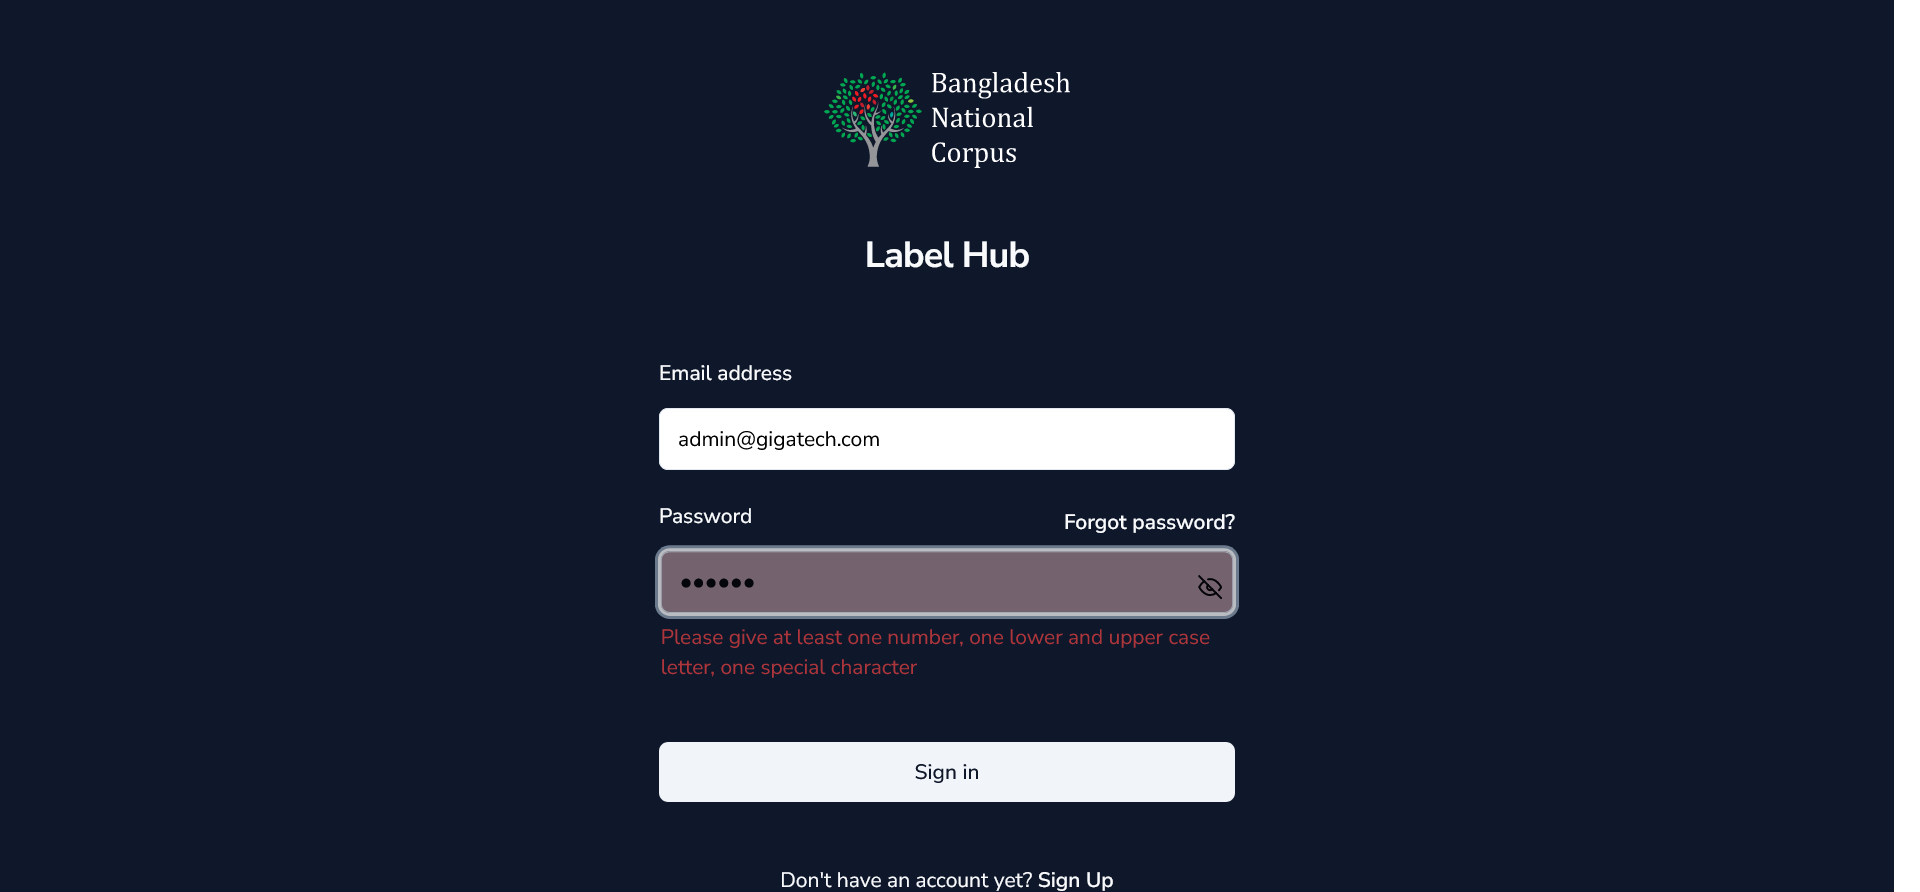 Bangladesh
National
Corpus
Label Hub
Email address
admin@gigatech.com
Password
Forgot password?
••••••
Please give at least one number, one lower and upper case
letter, one special character
Sign in
Don't have an account yet? Sign Up